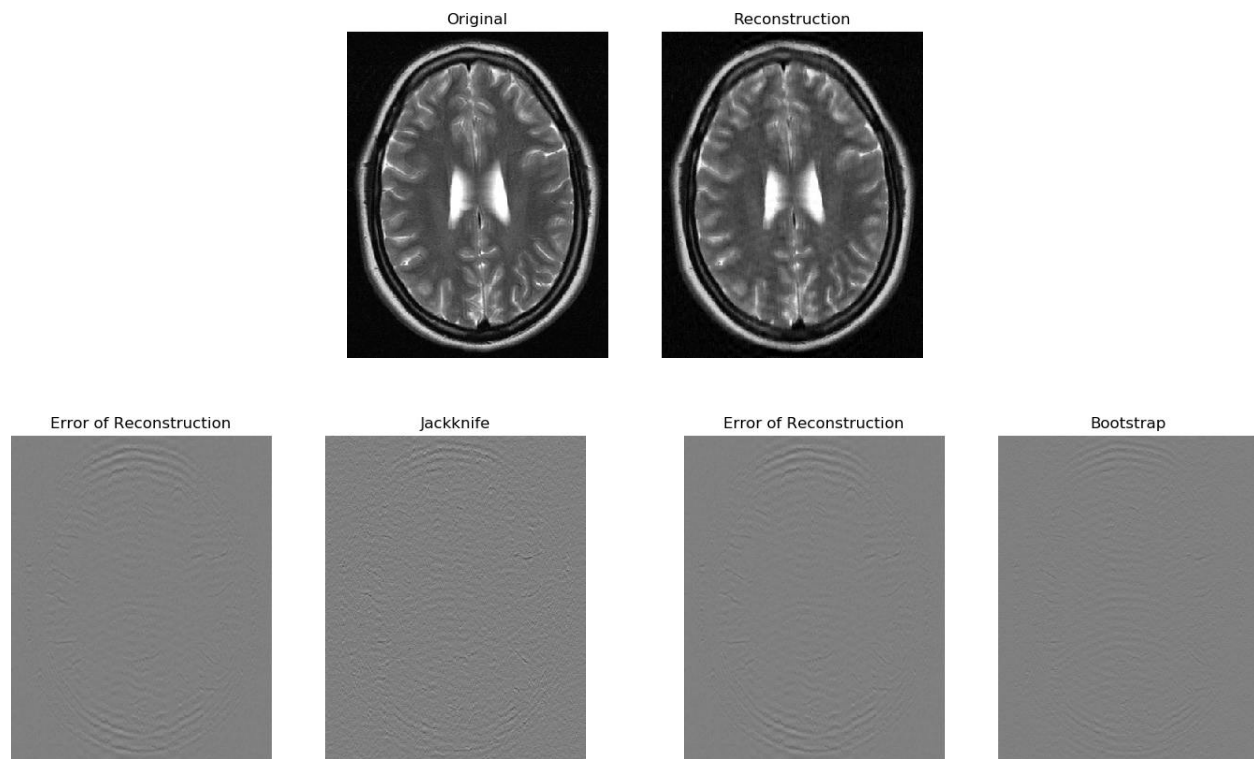 Original
Reconstruction
Error of Reconstruction
Jackknife
Error of Reconstruction
Bootstrap